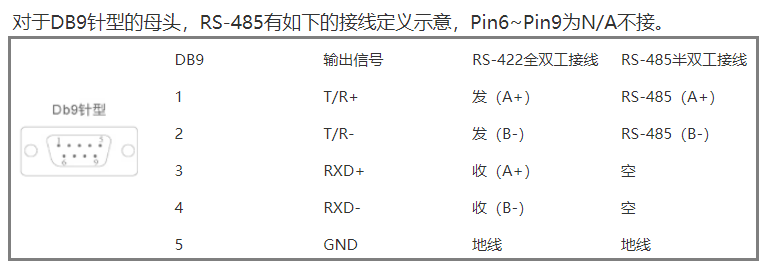 对于DB9针型的母头，RS-485有如下的接线定义示意，Pin6~Pin9为N/A不接。
DB9 输出信号 RS-422全双工接线 RS-485半双工接线
1 T/R+ 发（A+） RS-485（A+）
Db9针型
2 T/R- 发（B-） RS-485（B-）
1 5
6 9
3 RXD+ 收（A+） 空
4 RXD- 收（B-） 空
5 GND 地线 地线